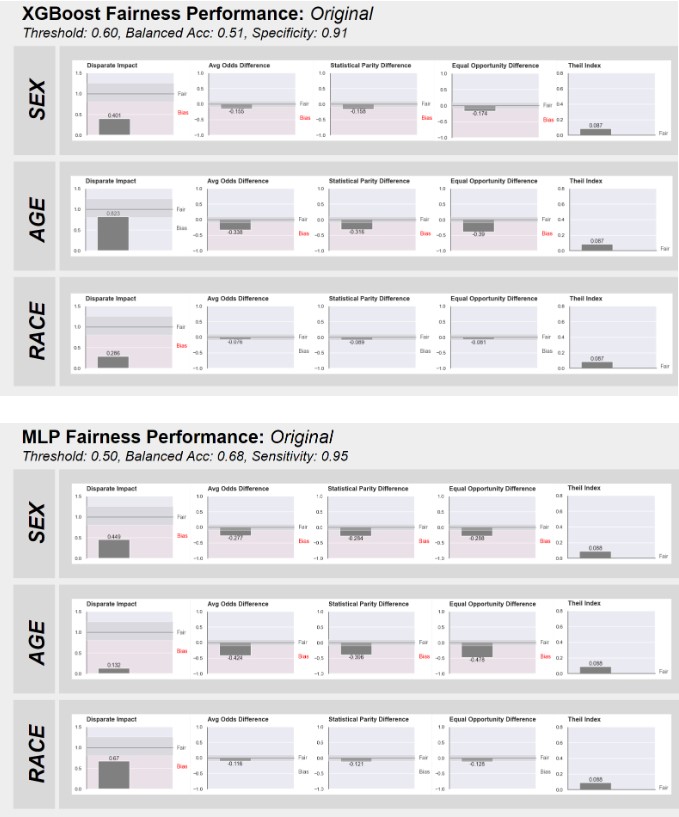 XGBoost Fairness Performance: Original
Threshold: 0.60, Balanced Acc: 0.51, Specificity: 0.91
SEX
Disparate Impact
Avg Odds Difference
Statistical Parity Difference
Equal Opportunity Difference
Theil Index
1.5 1.0 0.5 0.0 0.401 Fair Bias
1.0 0.5 0.0 -0.5 -1.0 Fair Bias
1.0 0.5 0.0 -0.5 -1.0 -0.158 Fair Bias
1.0 0.5 0.0 -0.5 -1.0 -0.174 Fair Bias
0.8 0.6 0.4 0.2 0.0 0.087 Fair
AGE
Disparate Impact
Avg Odds Difference
Statistical Parity Difference
Equal Opportunity Difference
Theil Index
1.5 1.0 0.5 0.0 0.823 Fair Bias
1.0 0.5 0.0 -0.5 -1.0 -0.338 Fair Bias
1.0 0.5 0.0 -0.5 -1.0 -0.316 Fair Bias
1.0 0.5 0.0 -0.5 -1.0 -0.39 Fair Bias
0.8 0.6 0.4 0.2 0.0 0.087 Fair
RACE
Disparate Impact
Avg Odds Difference
Statistical Parity Difference
Equal Opportunity Difference
Theil Index
1.5 1.0 0.5 0.0 0.286 Fair Bias
1.0 0.5 0.0 -0.5 -1.0 -0.076 Fair Bias
1.0 0.5 0.0 -0.5 -1.0 -0.089 Fair Bias
1.0 0.5 0.0 -0.5 -1.0 -0.081 Fair Bias
0.8 0.6 0.4 0.2 0.0 0.087 Fair
MLP Fairness Performance: Original
Threshold: 0.50, Balanced Acc: 0.68, Sensitivity: 0.95
SEX
Disparate Impact
Avg Odds Difference
Statistical Parity Difference
Equal Opportunity Difference
Theil Index
1.5 1.0 0.5 0.0 0.449 Fair Bias
1.0 0.5 0.0 -0.5 -1.0 -0.277 Fair Bias
1.0 0.5 0.0 -0.5 -1.0 -0.284 Fair Bias
1.0 0.5 0.0 -0.5 -1.0 -0.258 Fair Bias
0.8 0.6 0.4 0.2 0.0 0.088 Fair
AGE
Disparate Impact
Avg Odds Difference
Statistical Parity Difference
Equal Opportunity Difference
Theil Index
1.5 1.0 0.5 0.0 0.132 Fair Bias
1.0 0.5 0.0 -0.5 -1.0 -0.424 Fair Bias
1.0 0.5 0.0 -0.5 -1.0 -0.396 Fair Bias
1.0 0.5 0.0 -0.5 -1.0 -0.478 Fair Bias
0.8 0.6 0.4 0.2 0.0 0.088 Fair
RACE
Disparate Impact
Avg Odds Difference
Statistical Parity Difference
Equal Opportunity Difference
Theil Index
1.5 1.0 0.5 0.0 0.67 Fair Bias
1.0 0.5 0.0 -0.5 -1.0 -0.116 Fair Bias
1.0 0.5 0.0 -0.5 -1.0 -0.121 Fair Bias
1.0 0.5 0.0 -0.5 -1.0 -0.128 Fair Bias
0.8 0.6 0.4 0.2 0.0 0.088 Fair